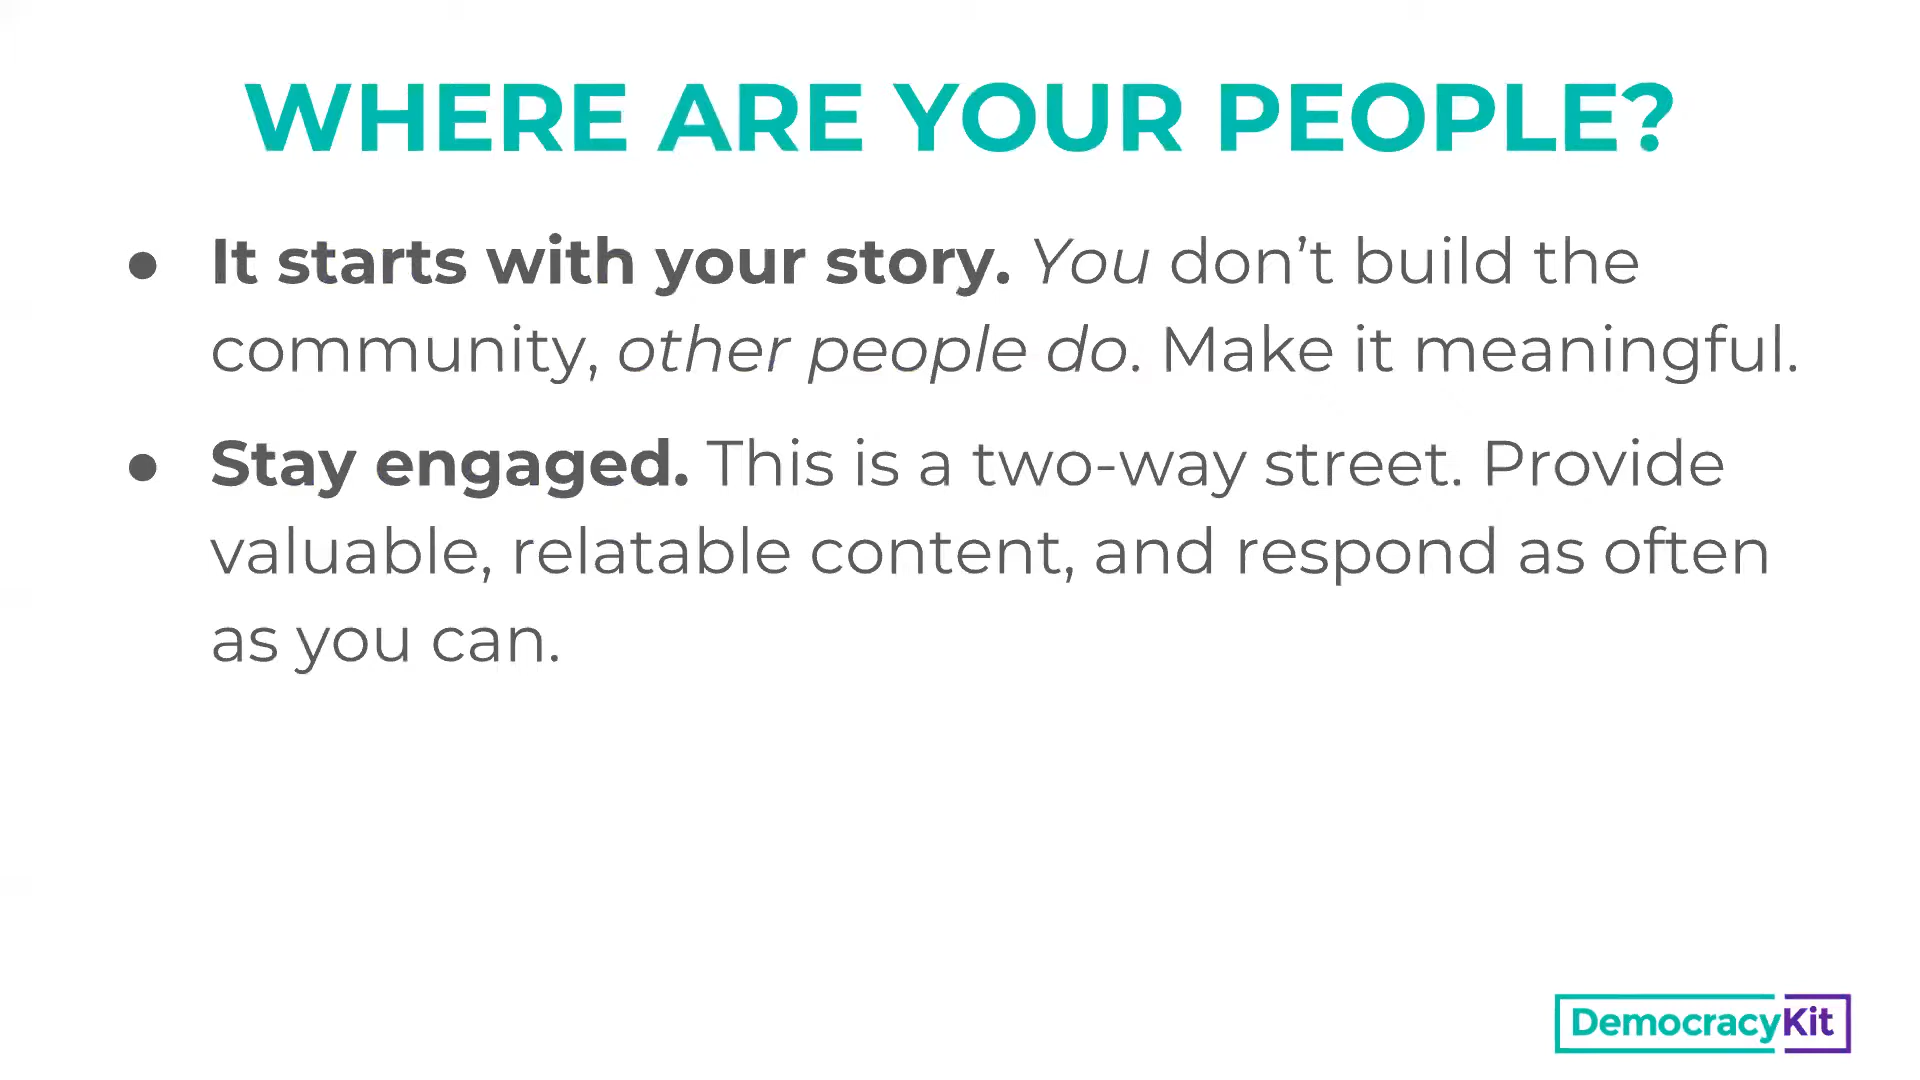 WHERE ARE YOUR PEOPLE?
● It starts with your story. You don’t build the
community, other people do. Make it meaningful.
● Stay engaged. This is a two-way street. Provide
valuable, relatable content, and respond as often
as you can.
DemocracyKit